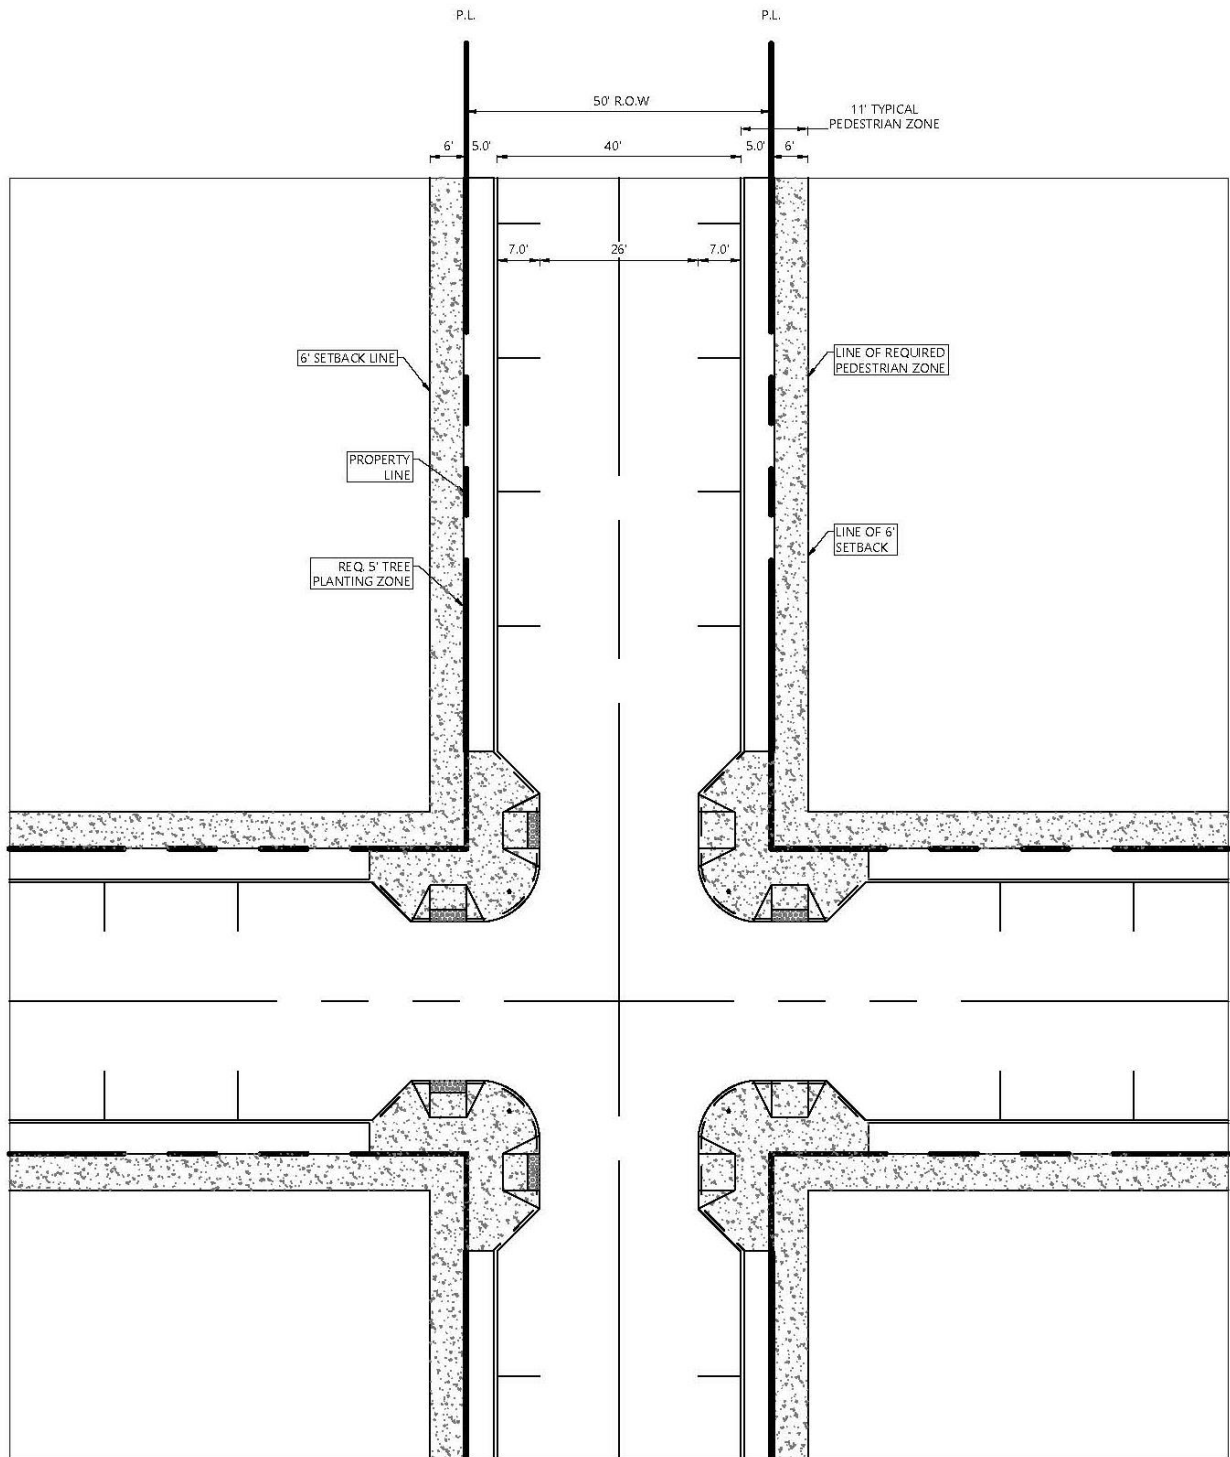 P.L.
P.L.
50' R.O.W
11' TYPICAL
PEDESTRIAN ZONE
6'
5.0'
40'
5.0'
6'
7.0'
26'
7.0'
6' SETBACK LINE
LINE OF REQUIRED
PEDESTRIAN ZONE
PROPERTY
LINE
LINE OF 6'
SETBACK
REQ. 5' TREE
PLANTING ZONE